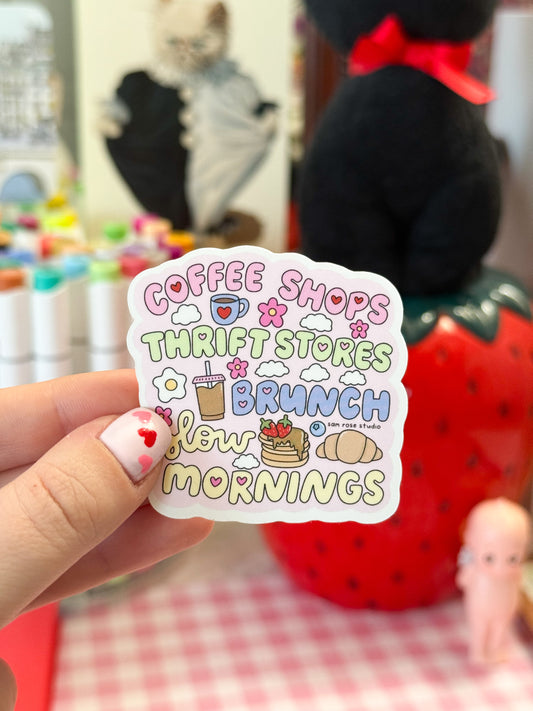 COFFEE SHOPS
THRIFT STORES
BRUNCH
sam rose studio
slow
MORNINGS